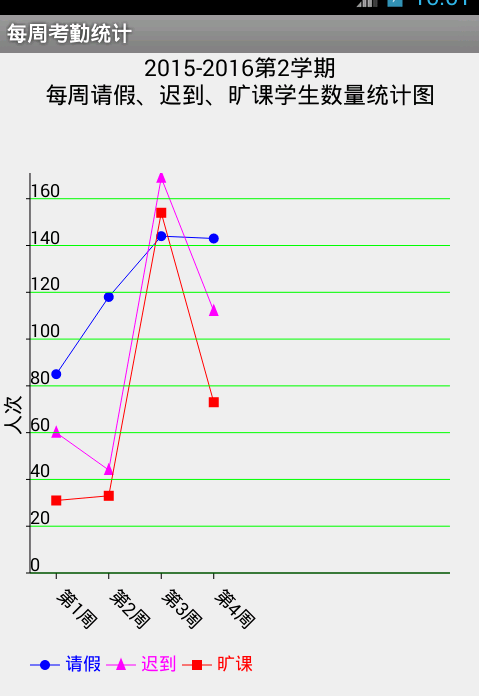 每周考勤统计
2015-2016第2学期
每周请假、迟到、旷课学生数量统计图
160
140
120
100
80
60
40
20
0
人次
第1周
第2周
第3周
第4周
请假 迟到 旷课